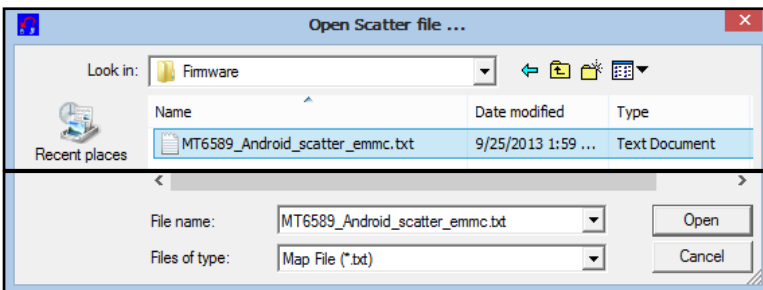 Open Scatter file ...
Look in: Firmware
Name Date modified Type
MT6589_Android_scatter_emmc.txt 9/25/2013 1:59 ... Text Document
Recent places
File name: MT6589_Android_scatter_emmc.txt Open
Files of type: Map File (*.txt) Cancel